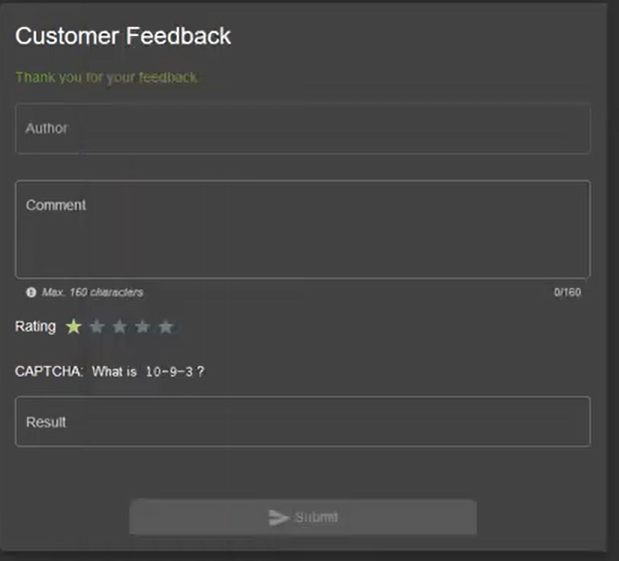 Customer Feedback
Thank you for your feedback.
Author
Comment
Max. 160 characters 0/160
Rating
CAPTCHA: What is 10-9-3 ?
Result
Submit